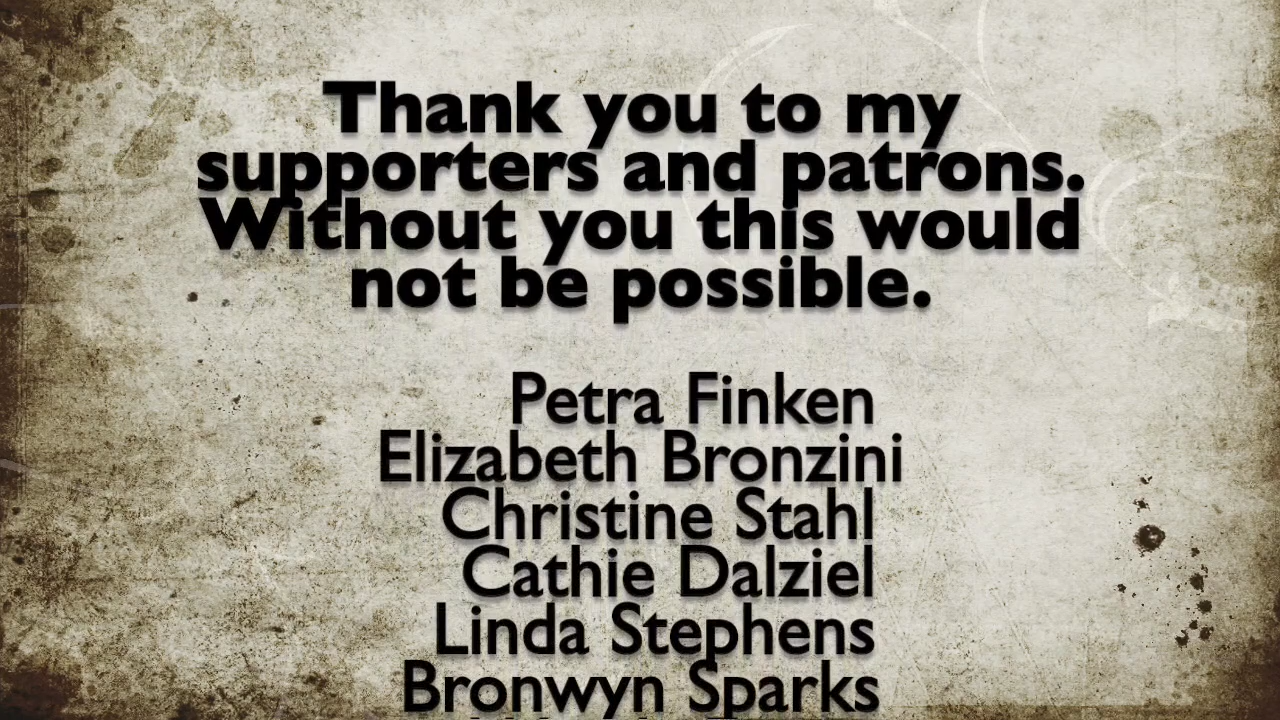 Thank you to my
supporters and patrons.
Without you this would
not be possible.
Petra Finken
Elizabeth Bronzini
Christine Stahl
Cathie Dalziel
Linda Stephens
Bronwyn Sparks